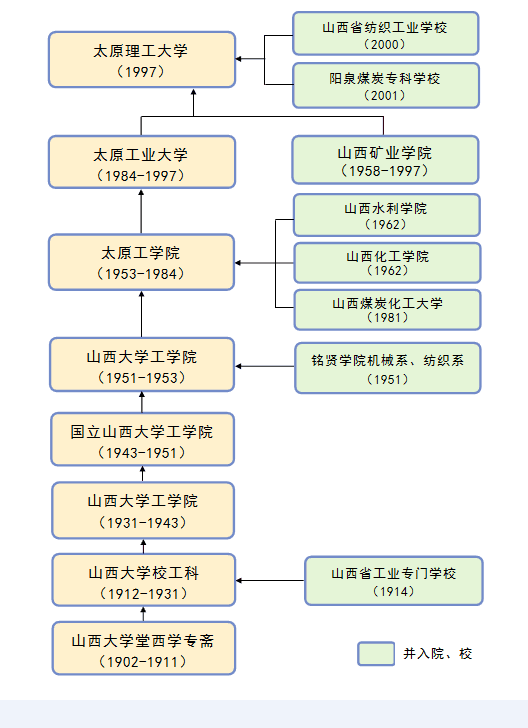 山西省纺织工业学校
（2000）
太原理工大学
（1997）
阳泉煤炭专科学校
（2001）
太原工业大学
（1984-1997）
山西矿业学院
（1958-1997）
山西水利学院
（1962）
太原工学院
（1953-1984）
山西化工学院
（1962）
山西煤炭化工大学
（1981）
山西大学工学院
（1951-1953）
铭贤学院机械系、纺织系
（1951）
国立山西大学工学院
（1943-1951）
山西大学工学院
（1931-1943）
山西大学校工科
（1912-1931）
山西省工业专门学校
（1914）
山西大学堂西学专斋
（1902-1911）
并入院、校